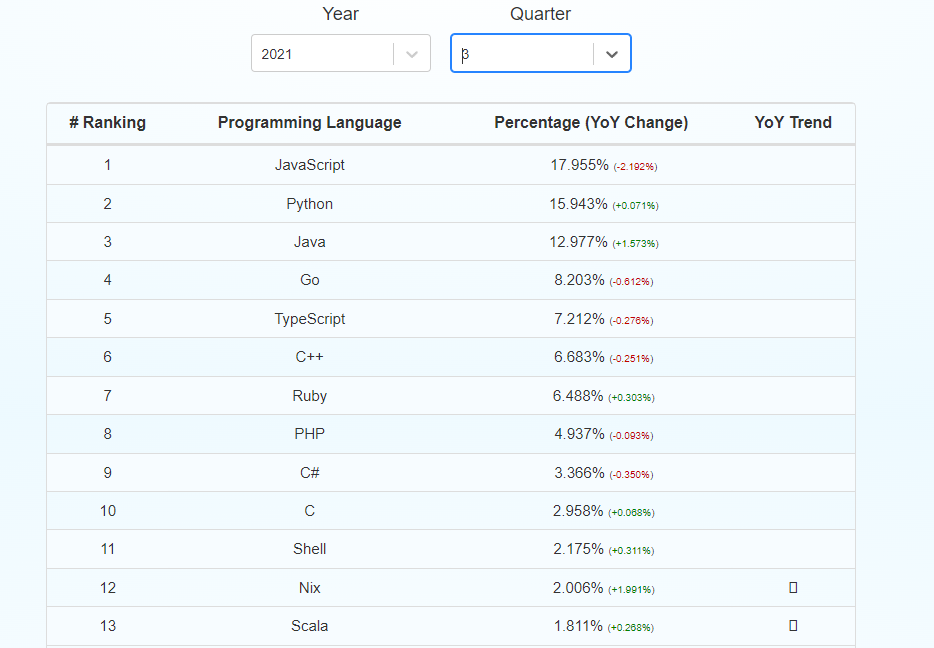 Year Quarter
2021 3
# Ranking Programming Language Percentage (YoY Change) YoY Trend
1 JavaScript 17.955% (-2.192%)
2 Python 15.943% (+0.071%)
3 Java 12.977% (+1.573%)
4 Go 8.203% (-0.612%)
5 TypeScript 7.212% (-0.276%)
6 C++ 6.683% (-0.251%)
7 Ruby 6.488% (+0.303%)
8 PHP 4.937% (-0.093%)
9 C# 3.366% (-0.350%)
10 C 2.958% (+0.068%)
11 Shell 2.175% (+0.311%)
12 Nix 2.006% (+1.991%)
13 Scala 1.811% (+0.268%)